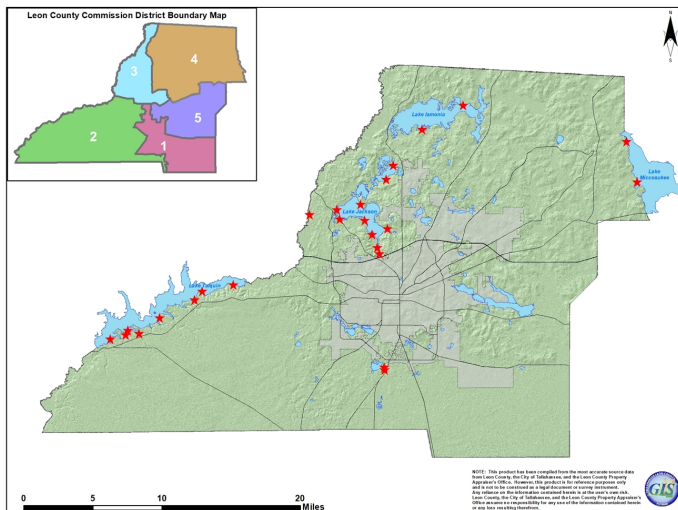 Leon County Commission District Boundary Map
3
4
5
2
1
N
S
Lake Iamonia
Lake
Miccosukee
Lake Jackson
Lake Talquin
0 5 10 20
Miles
NOTE: This product has been compiled from the most accurate source data
from Leon County, the City of Tallahassee, and the Leon County Property
Appraiser's Office. However, this product is for reference purposes only
and is not to be construed as a legal document or survey instrument.
Any reliance on the information contained herein is at the user's own risk.
Leon County, the City of Tallahassee, and the Leon County Property Appraiser's
Office assume no responsibility for any use of the information contained herein
or any loss resulting therefrom.
GIS